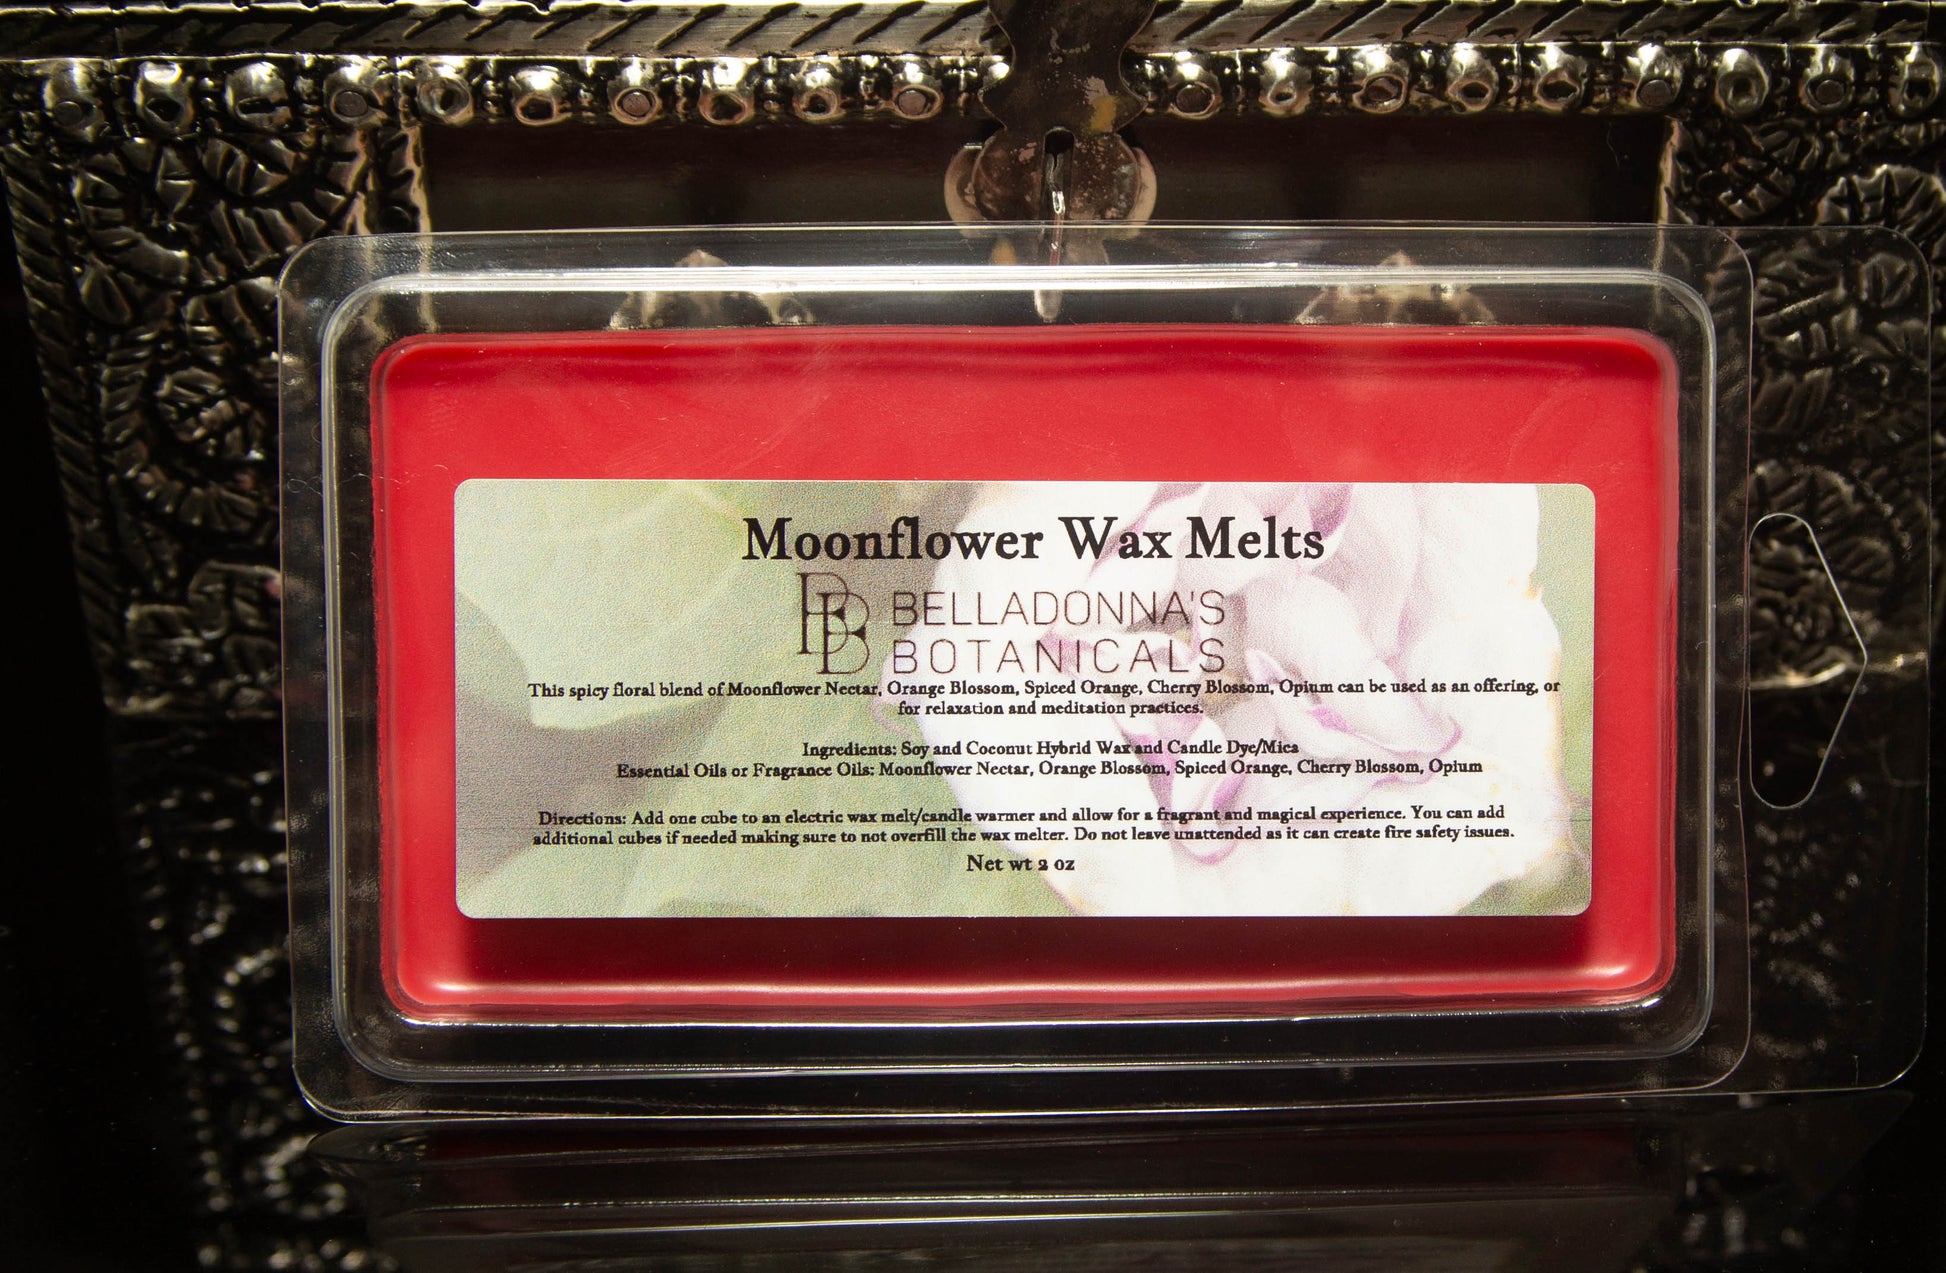 Moonflower Wax Melts
BB BELLADONNA'S
BOTANICALS
This spicy floral blend of Moonflower Nectar, Orange Blossom, Spiced Orange, Cherry Blossom, Opium can be used as an offering, or
for relaxation and meditation practices.
Ingredients: Soy and Coconut Hybrid Wax and Candle Dye/Mica
Essential Oils or Fragrance Oils: Moonflower Nectar, Orange Blossom, Spiced Orange, Cherry Blossom, Opium
Directions: Add one cube to an electric wax melt/candle warmer and allow for a fragrant and magical experience. You can add
additional cubes if needed making sure to not overfill the wax melter. Do not leave unattended as it can create fire safety issues.
Net wt 2 oz